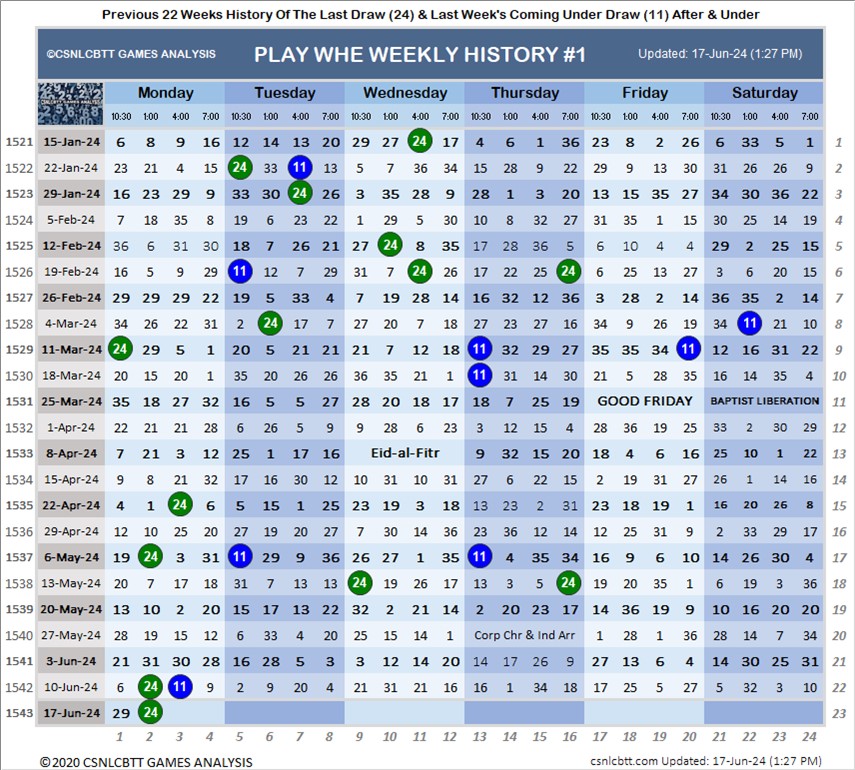 Previous 22 Weeks History Of The Last Draw (24) & Last Week's Coming Under Draw (11) After & Under
©CSNLCBTT GAMES ANALYSIS PLAY WHE WEEKLY HISTORY #1 Updated: 17-Jun-24 (1:27 PM)
CSNLCBTT GAMES ANALYSIS Monday Tuesday Wednesday Thursday Friday Saturday
10:30 1:00 4:00 7:00 10:30 1:00 4:00 7:00 10:30 1:00 4:00 7:00 10:30 1:00 4:00 7:00 10:30 1:00 4:00 7:00 10:30 1:00 4:00 7:00
1521 15-Jan-24 6 8 9 16 12 14 13 20 29 27 24 17 4 6 1 36 23 8 2 26 6 33 5 1 1
1522 22-Jan-24 23 21 4 15 24 33 11 13 5 7 36 34 15 28 9 22 29 9 13 30 31 26 26 9 2
1523 29-Jan-24 16 23 29 9 33 30 24 26 3 35 28 9 28 1 3 20 13 15 35 27 34 30 36 22 3
1524 5-Feb-24 7 18 35 8 19 6 23 22 1 29 5 30 10 8 32 27 31 35 1 15 30 25 14 19 4
1525 12-Feb-24 36 6 31 30 18 7 26 21 27 24 8 35 17 28 36 5 6 10 4 4 29 2 25 15 5
1526 19-Feb-24 16 5 9 29 11 12 7 29 31 7 24 26 17 22 25 24 6 25 13 27 3 6 20 15 6
1527 26-Feb-24 29 29 29 22 19 5 33 4 7 19 28 14 16 32 12 36 3 28 2 14 36 35 2 14 7
1528 4-Mar-24 34 26 22 31 2 24 17 7 27 20 7 18 27 23 27 16 34 9 26 19 34 11 21 10 8
1529 11-Mar-24 24 29 5 1 20 5 21 21 21 7 12 18 11 32 29 27 35 35 34 11 12 16 31 22 9
1530 18-Mar-24 20 15 20 1 35 20 26 26 36 35 21 1 11 31 14 30 21 5 28 35 16 14 35 4 10
1531 25-Mar-24 35 18 27 32 16 5 5 27 28 20 18 17 18 7 25 19 GOOD FRIDAY BAPTIST LIBERATION 11
1532 1-Apr-24 22 21 21 28 6 26 5 9 9 28 6 23 3 12 15 4 28 36 19 25 33 2 30 29 12
1533 8-Apr-24 7 21 3 12 25 1 17 16 Eid-al-Fitr 9 32 15 20 18 4 6 16 25 10 1 22 13
1534 15-Apr-24 9 8 21 32 17 16 30 12 10 31 10 31 27 6 22 15 2 19 31 27 26 1 14 16 14
1535 22-Apr-24 4 1 24 6 5 15 1 25 23 19 3 18 13 23 2 31 23 18 19 1 16 20 26 8 15
1536 29-Apr-24 12 10 25 20 27 19 20 27 7 30 14 36 23 36 12 14 12 25 1 9 2 33 29 17 16
1537 6-May-24 19 24 3 31 11 29 9 36 26 27 1 35 11 4 35 34 16 9 9 10 14 26 30 4 17
1538 13-May-24 20 7 17 18 31 7 13 13 24 19 26 17 13 3 5 24 19 20 35 1 6 19 3 36 18
1539 20-May-24 13 10 2 20 15 17 13 22 32 2 21 14 2 20 23 17 14 36 19 9 10 16 20 20 19
1540 27-May-24 28 19 15 12 6 33 4 20 25 15 14 1 Corp Chr & Ind Arr 1 28 1 36 28 14 7 34 20
1541 3-Jun-24 21 31 30 28 16 28 5 3 3 12 14 20 14 17 26 9 27 13 6 4 14 30 25 31 21
1542 10-Jun-24 6 24 11 9 2 9 20 4 21 31 21 16 16 1 34 18 17 25 5 27 5 32 3 10 22
1543 17-Jun-24 29 24 23
1 2 3 4 5 6 7 8 9 10 11 12 13 14 15 16 17 18 19 20 21 22 23 24
©2020 CSNLCBTT GAMES ANALYSIS csnlcbtt.com Updated: 17-Jun-24 (1:27 PM)